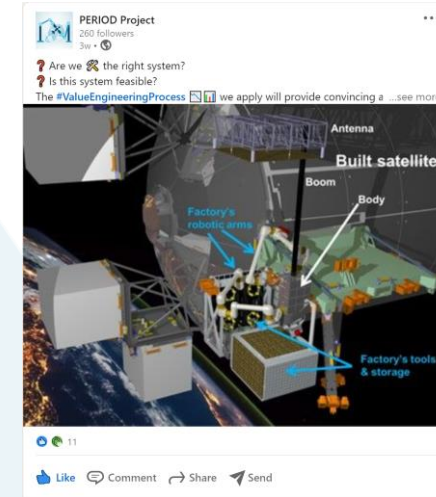 PERIOD Project
260 followers
3w •
Are we the right system?
Is this system feasible?
The #ValueEngineeringProcess we apply will provide convincing a ...see more
Antenna
Built satellite
Boom
Body
Factory's
robotic arms
Factory's tools
& storage
11
Like Comment Share Send